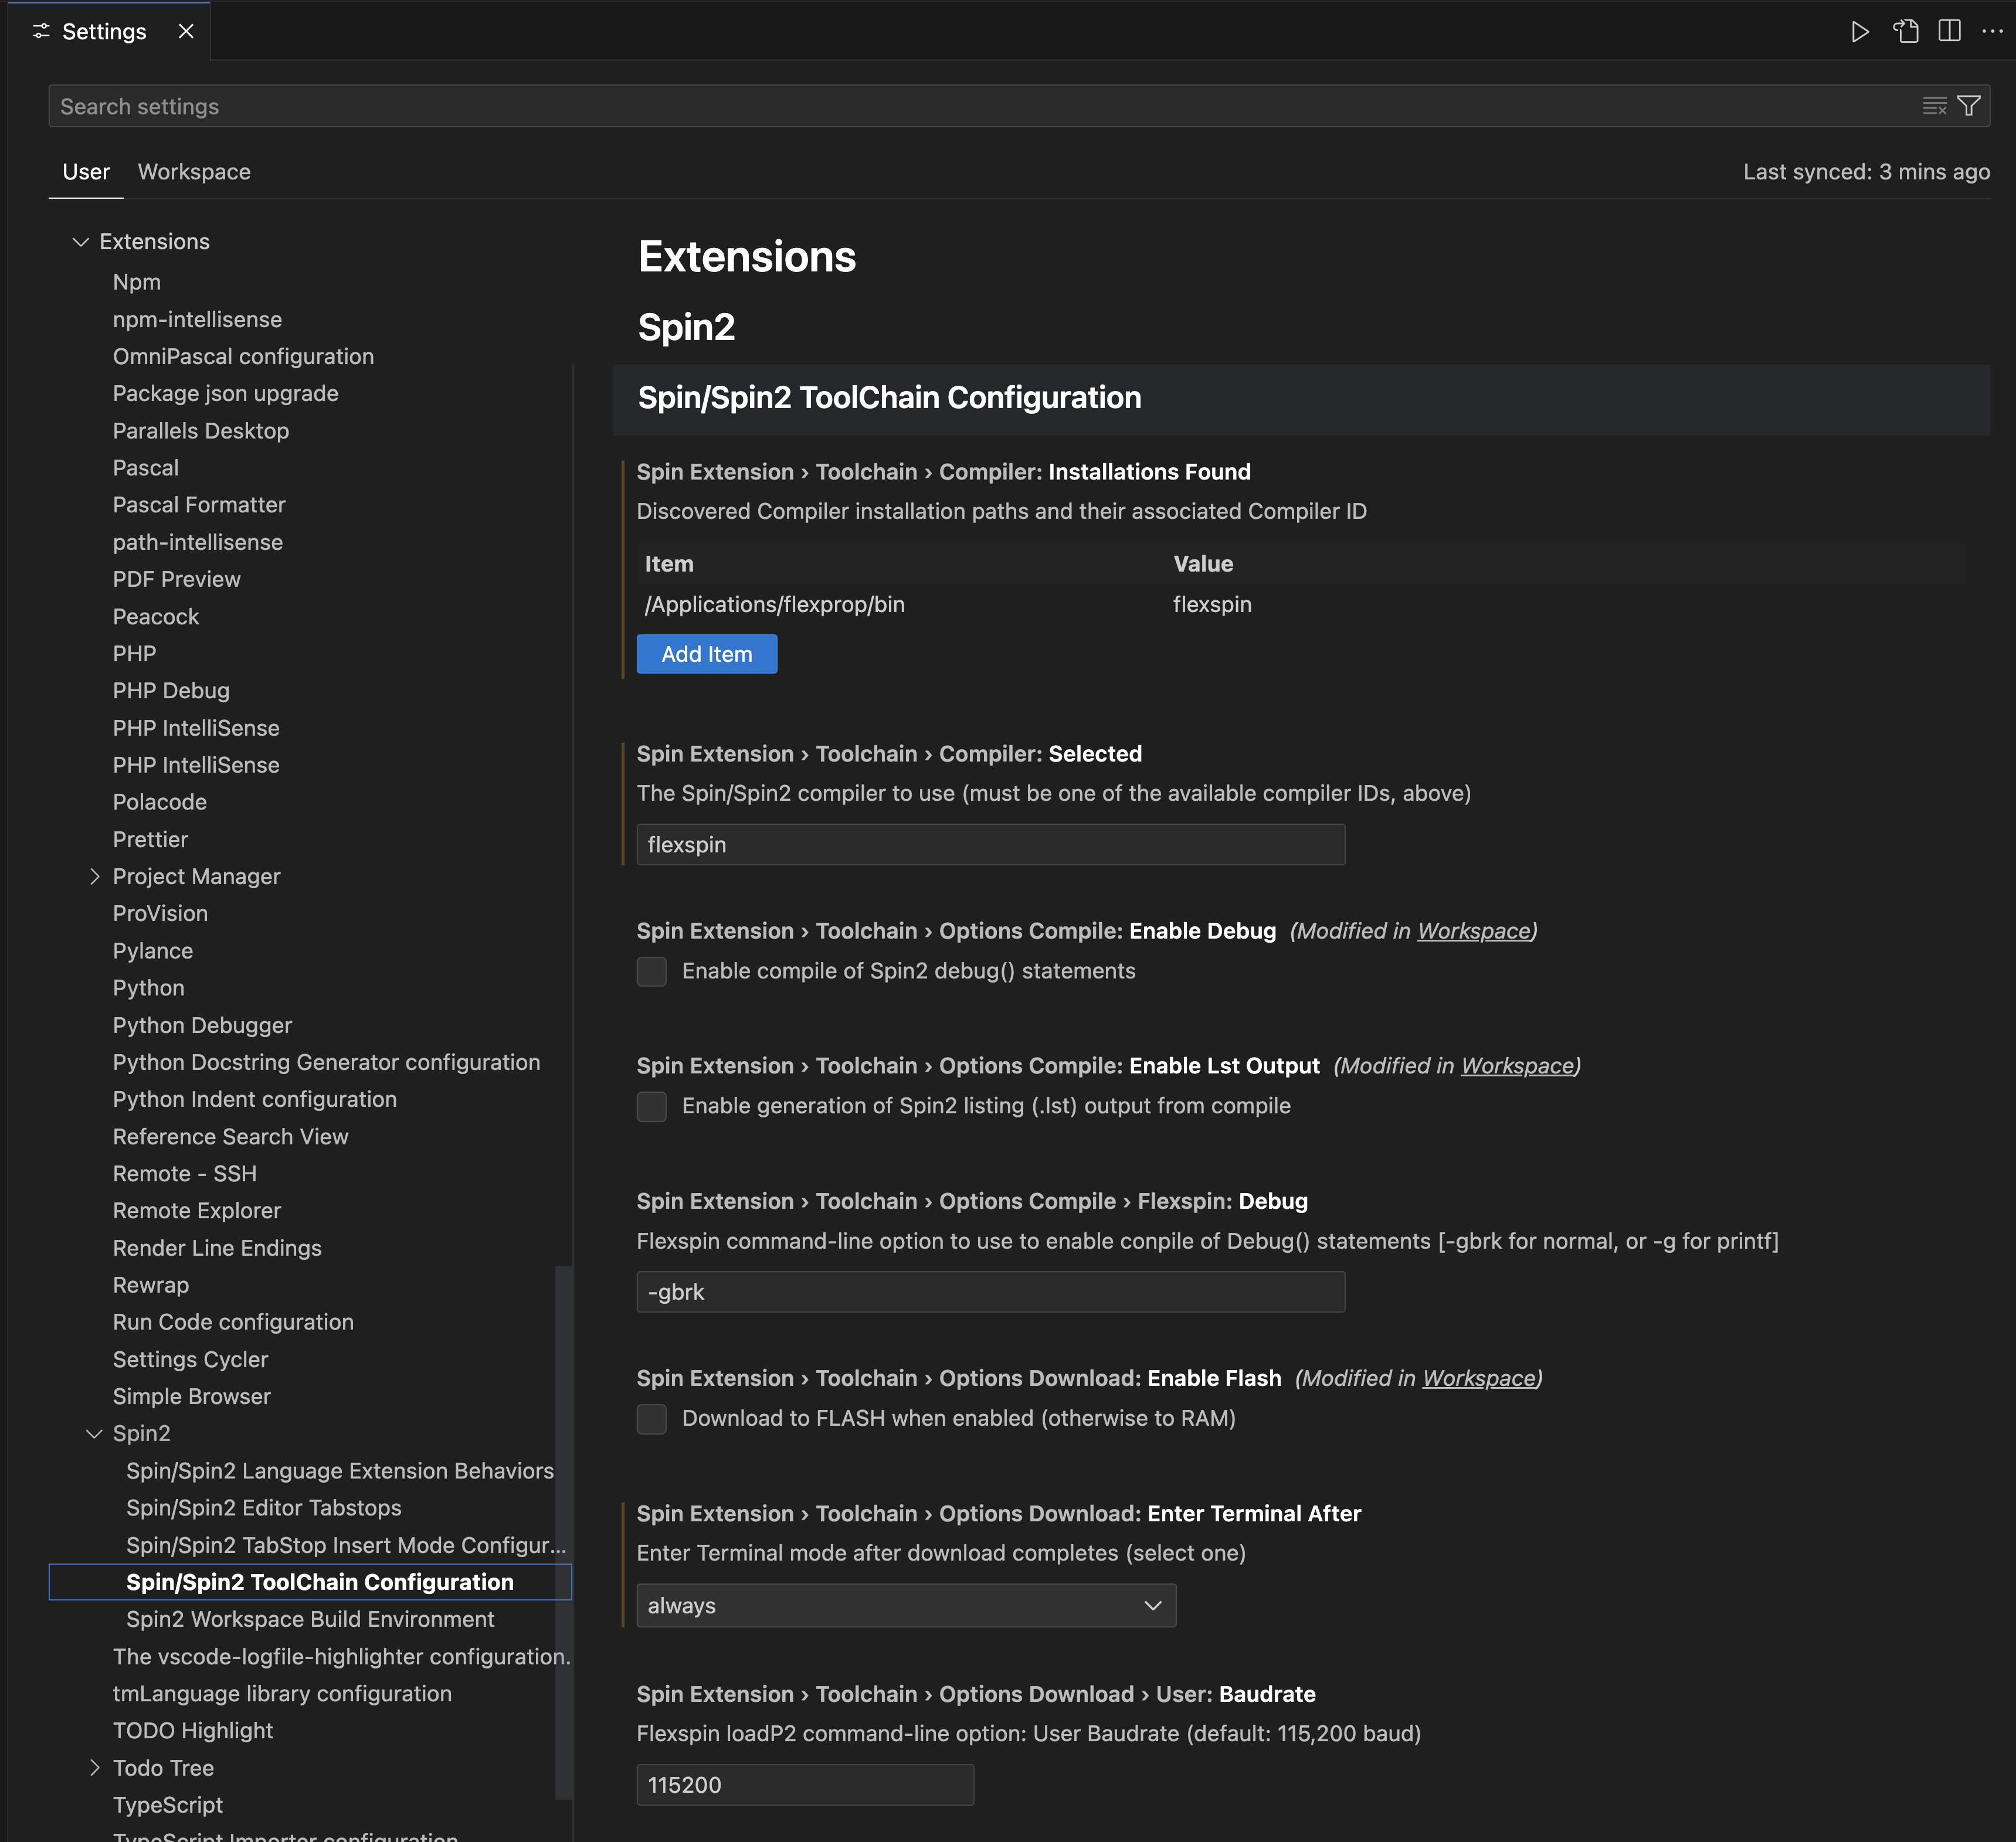 Settings
Search settings
User
Workspace
Last synced: 3 mins ago
Extensions
Npm
npm-intellisense
OmniPascal configuration
Package json upgrade
Parallels Desktop
Pascal
Pascal Formatter
path-intellisense
PDF Preview
Peacock
PHP
PHP Debug
PHP IntelliSense
PHP IntelliSense
Polacode
Prettier
Project Manager
ProVision
Pylance
Python
Python Debugger
Python Docstring Generator configuration
Python Indent configuration
Reference Search View
Remote - SSH
Remote Explorer
Render Line Endings
Rewrap
Run Code configuration
Settings Cycler
Simple Browser
Spin2
Spin/Spin2 Language Extension Behaviors
Spin/Spin2 Editor Tabstops
Spin/Spin2 TabStop Insert Mode Configur...
Spin/Spin2 ToolChain Configuration
Spin2 Workspace Build Environment
The vscode-logfile-highlighter configuration.
tmLanguage library configuration
TODO Highlight
Todo Tree
TypeScript
TypeScript Importer configuration
Extensions
Spin2
Spin/Spin2 ToolChain Configuration
Spin Extension › Toolchain › Compiler: Installations Found
Discovered Compiler installation paths and their associated Compiler ID
Item Value
/Applications/flexprop/bin flexspin
Add Item
Spin Extension › Toolchain › Compiler: Selected
The Spin/Spin2 compiler to use (must be one of the available compiler IDs, above)
flexspin
Spin Extension › Toolchain › Options Compile: Enable Debug (Modified in Workspace)
Enable compile of Spin2 debug() statements
Spin Extension › Toolchain › Options Compile: Enable Lst Output (Modified in Workspace)
Enable generation of Spin2 listing (.lst) output from compile
Spin Extension › Toolchain › Options Compile › Flexspin: Debug
Flexspin command-line option to use to enable conpile of Debug() statements [-gbrk for normal, or -g for printf]
-gbrk
Spin Extension › Toolchain › Options Download: Enable Flash (Modified in Workspace)
Download to FLASH when enabled (otherwise to RAM)
Spin Extension › Toolchain › Options Download: Enter Terminal After
Enter Terminal mode after download completes (select one)
always
Spin Extension › Toolchain › Options Download › User: Baudrate
Flexspin loadP2 command-line option: User Baudrate (default: 115,200 baud)
115200